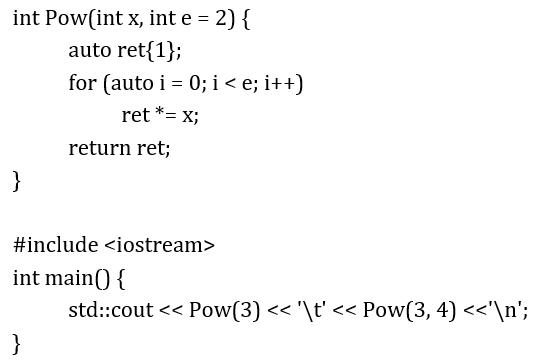 int Pow(int x, int e = 2) {
auto ret{1};
for (auto i = 0; i < e; i++)
ret *= x;
return ret;
}
#include <iostream>
int main() {
std::cout << Pow(3) << '\t' << Pow(3, 4) <<'\n';
}